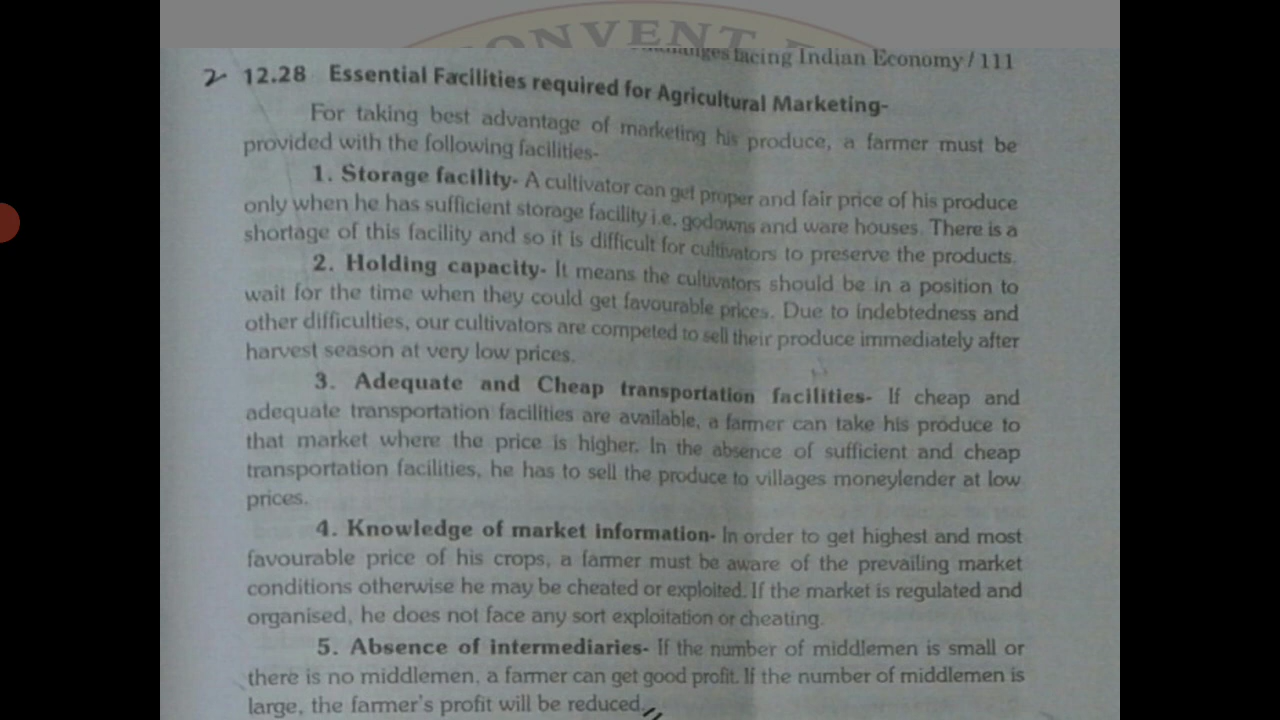 CONVENT
facing Indian Economy / 111
2 12.28 Essential Facilities required for Agricultural Marketing-
For taking best advantage of marketing his produce, a farmer must be
provided with the following facilities-
1. Storage facility- A cultivator can get proper and fair price of his produce
only when he has sufficient storage facility i.e. godowns and ware houses. There is a
shortage of this facility and so it is difficult for cultivators to preserve the products.
2. Holding capacity- It means the cultivators should be in a position to
wait for the time when they could get favourable prices. Due to indebtedness and
other difficulties, our cultivators are competed to sell their produce immediately after
harvest season at very low prices.
3. Adequate and Cheap transportation facilities- If cheap and
adequate transportation facilities are available, a farmer can take his produce to
that market where the price is higher. In the absence of sufficient and cheap
transportation facilities, he has to sell the produce to villages moneylender at low
prices.
4. Knowledge of market information- In order to get highest and most
favourable price of his crops, a farmer must be aware of the prevailing market
conditions otherwise he may be cheated or exploited. If the market is regulated and
organised, he does not face any sort exploitation or cheating.
5. Absence of intermediaries- If the number of middlemen is small or
there is no middlemen, a farmer can get good profit. If the number of middlemen is
large, the farmer's profit will be reduced.